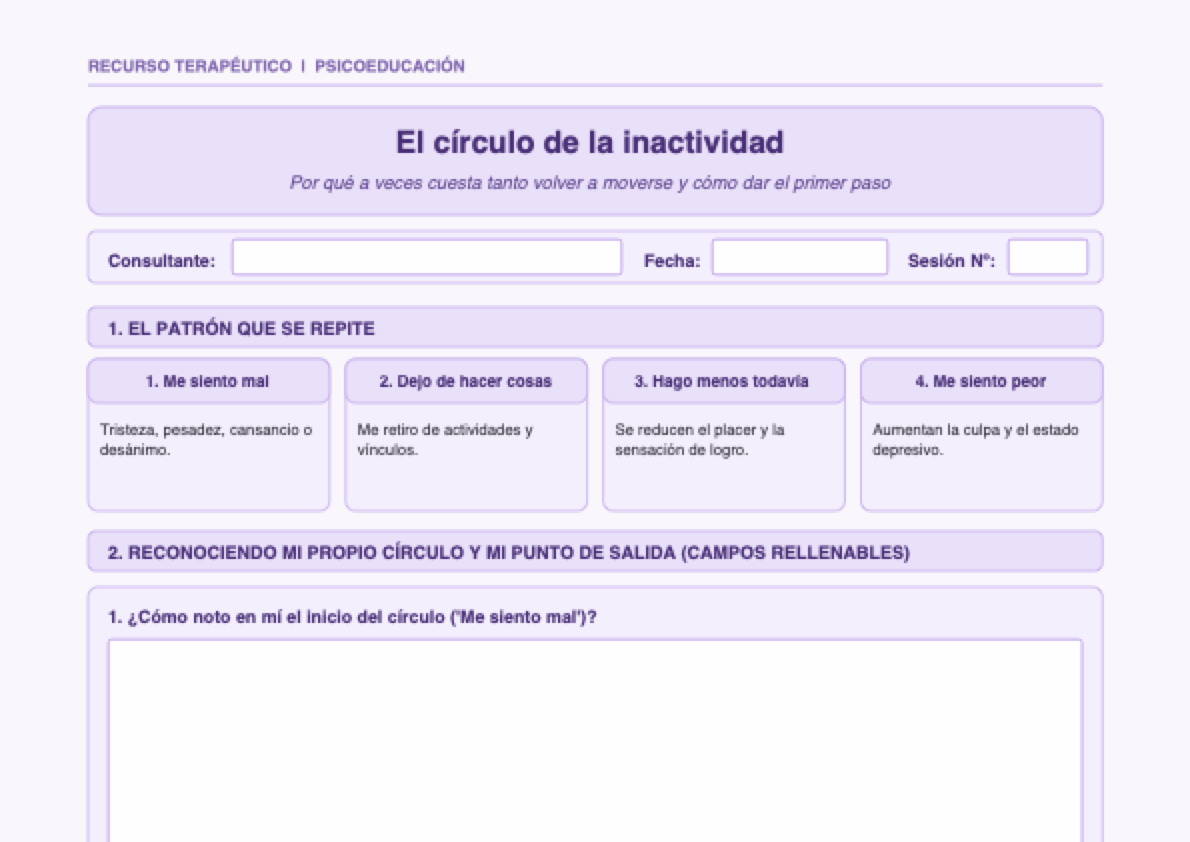 RECURSO TERAPÉUTICO | PSICOEDUCACIÓN
El círculo de la inactividad
Por qué a veces cuesta tanto volver a moverse y cómo dar el primer paso
Consultante: Fecha: Sesión N°:
1. EL PATRÓN QUE SE REPITE
1. Me siento mal
Tristeza, pesadez, cansancio o
desánimo.
2. Dejo de hacer cosas
Me retiro de actividades y
vínculos.
3. Hago menos todavía
Se reducen el placer y la
sensación de logro.
4. Me siento peor
Aumentan la culpa y el estado
depresivo.
2. RECONOCIENDO MI PROPIO CÍRCULO Y MI PUNTO DE SALIDA (CAMPOS RELLENABLES)
1. ¿Cómo noto en mí el inicio del círculo ('Me siento mal')?